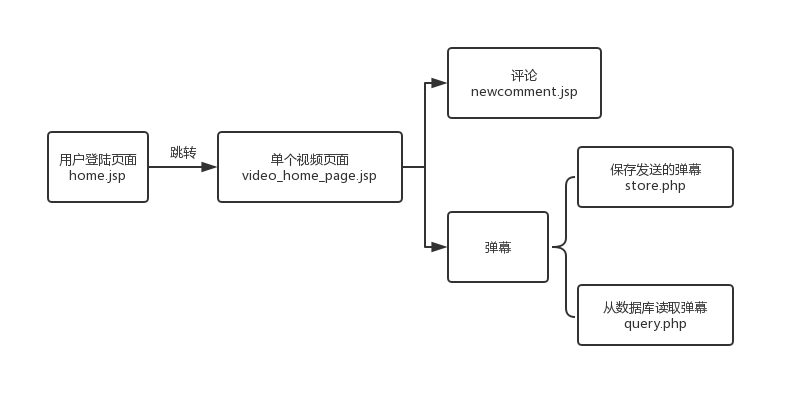 用户登陆页面
home.jsp
跳转
单个视频页面
video_home_page.jsp
评论
newcomment.jsp
弹幕
保存发送的弹幕
store.php
从数据库读取弹幕
query.php